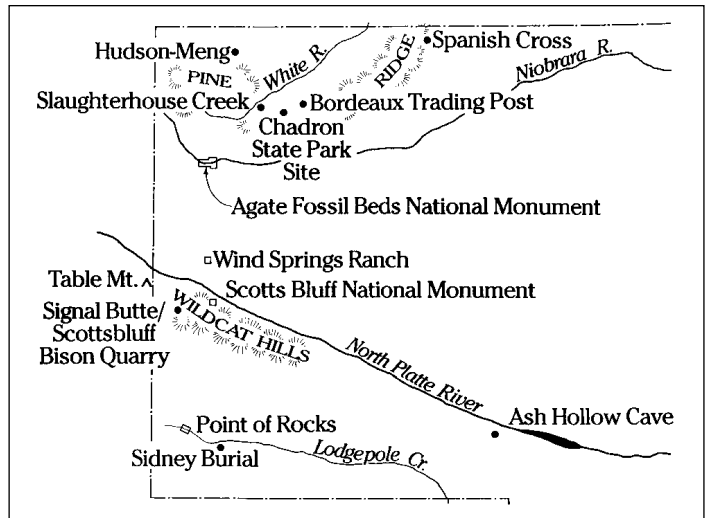 Hudson-Meng
Spanish Cross
PINE
RIDGE
White R.
Niobrara R.
Slaughterhouse Creek
Bordeaux Trading Post
Chadron
State Park
Site
Agate Fossil Beds National Monument
Wind Springs Ranch
Table Mt.
Scotts Bluff National Monument
Signal Butte/
Scottsbluff
Bison Quarry
WILDCAT HILLS
North Platte River
Ash Hollow Cave
Point of Rocks
Sidney Burial
Lodgepole Cr.